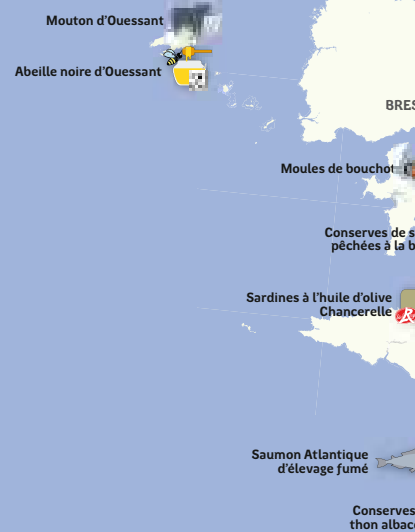 Mouton d'Ouessant
Abeille noire d'Ouessant
BRES
Moules de bouchot
Conserves de s
pêchées à la b
Sardines à l'huile d'olive
Chancerelle
R
Saumon Atlantique
d'élevage fumé
Conserves
thon albac